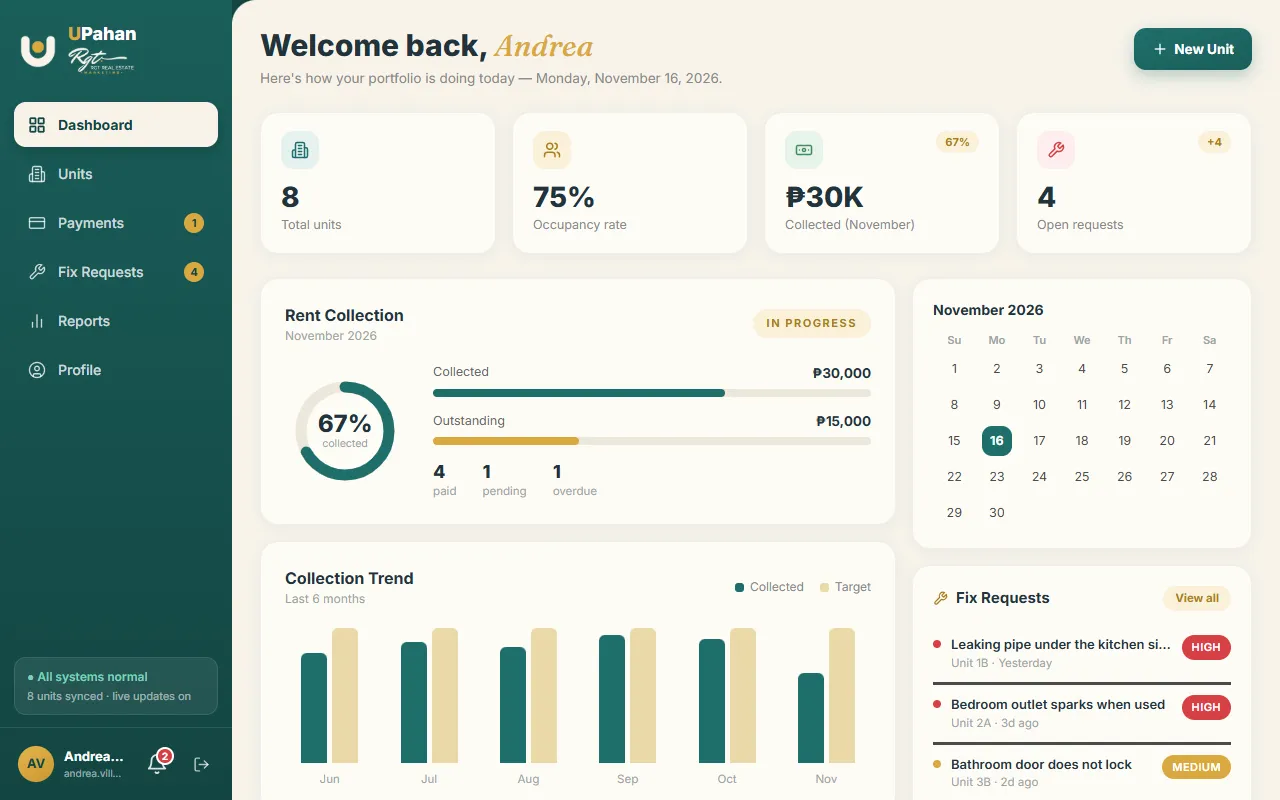 UPahan
Rgt
RGT REAL ESTATE
MARKETING
Dashboard
Units
Payments 1
Fix Requests 4
Reports
Profile
All systems normal
8 units synced · live updates on
AV
Andrea...
andrea.vill...
2
Welcome back, Andrea
Here's how your portfolio is doing today — Monday, November 16, 2026.
+ New Unit
8
Total units
75%
Occupancy rate
67%
₱30K
Collected (November)
+4
4
Open requests
Rent Collection
November 2026
IN PROGRESS
67%
collected
Collected ₱30,000
Outstanding ₱15,000
4 1 1
paid pending overdue
November 2026
Su Mo Tu We Th Fr Sa
1 2 3 4 5 6 7
8 9 10 11 12 13 14
15 16 17 18 19 20 21
22 23 24 25 26 27 28
29 30
Collection Trend
Last 6 months
Collected Target
Jun Jul Aug Sep Oct Nov
Fix Requests
View all
Leaking pipe under the kitchen si... HIGH
Unit 1B · Yesterday
Bedroom outlet sparks when used HIGH
Unit 2A · 3d ago
Bathroom door does not lock MEDIUM
Unit 3B · 2d ago